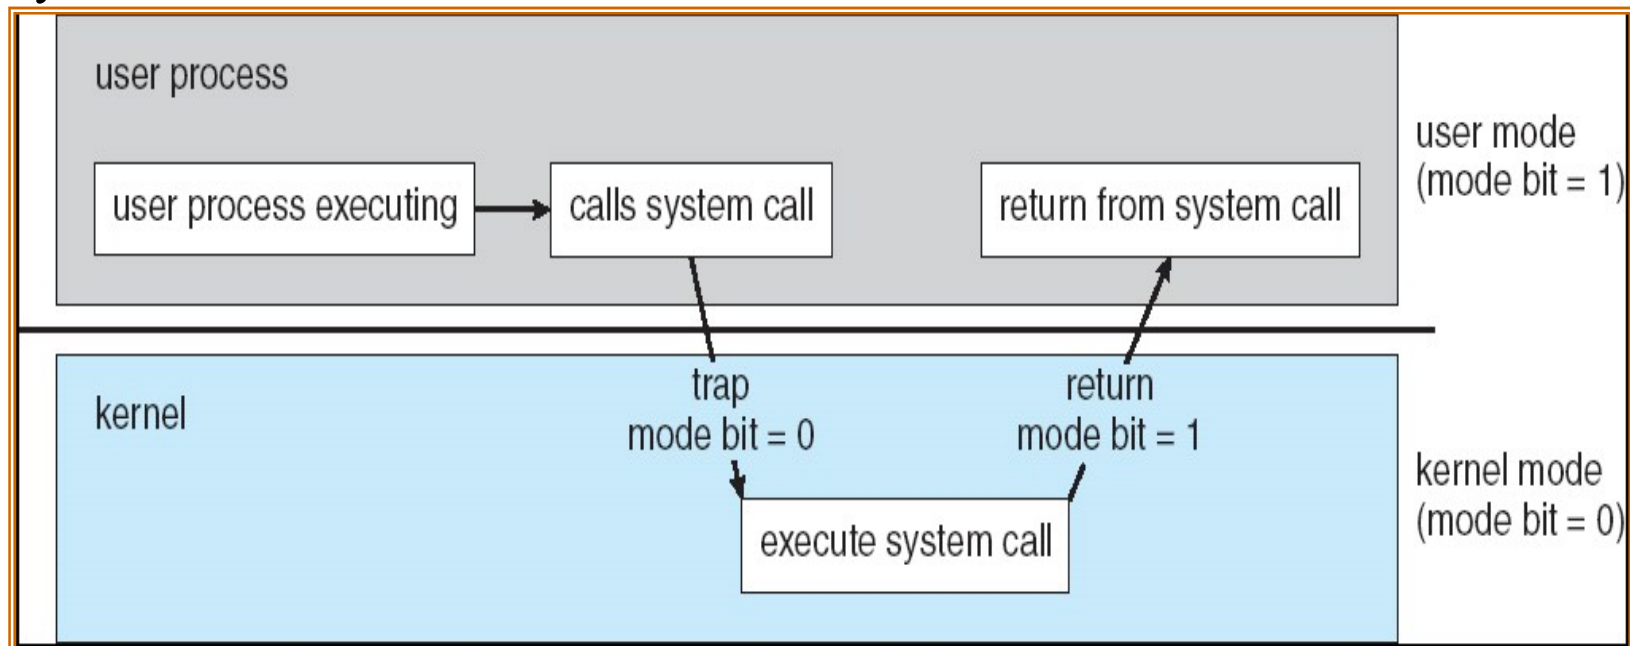 user process
user process executing
calls system call
return from system call
user mode
(mode bit = 1)
trap
mode bit = 0
return
mode bit = 1
kernel
execute system call
kernel mode
(mode bit = 0)